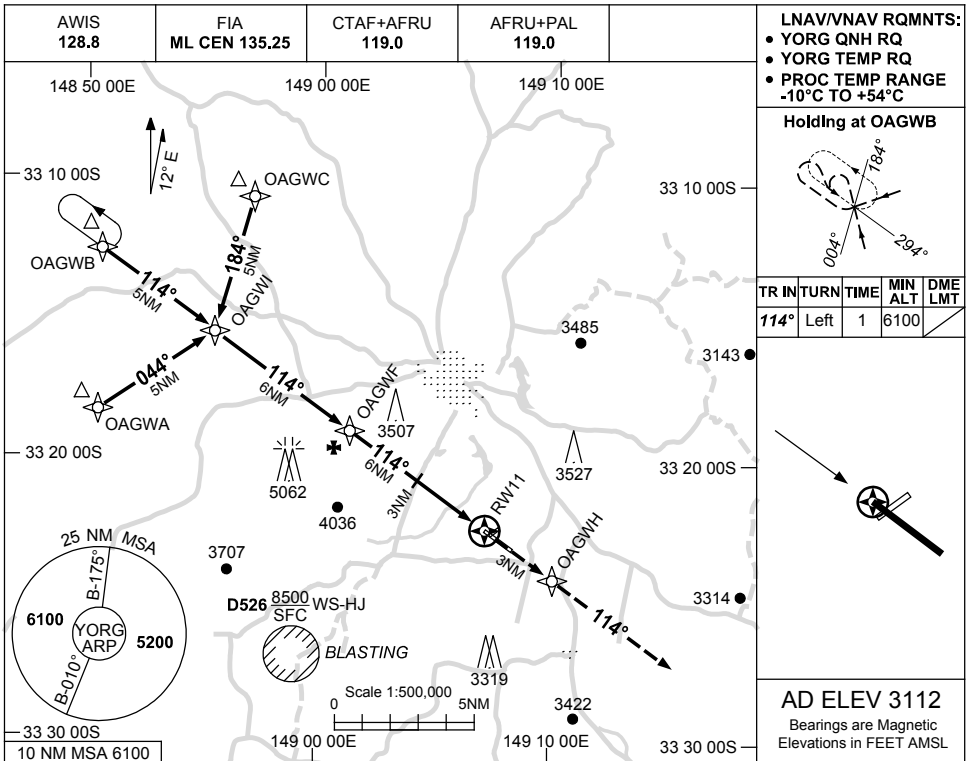 AWIS
128.8
FIA
ML CEN 135.25
CTAF+AFRU
119.0
AFRU+PAL
119.0
LNAV/VNAV RQMNTS:
• YORG QNH RQ
• YORG TEMP RQ
• PROC TEMP RANGE
-10°C TO +54°C
148 50 00E
149 00 00E
149 10 00E
Holding at OAGWB
184°
004°
294°
TR IN TURN TIME MIN ALT DME LMT
114° Left 1 6100
12° E
33 10 00S
33 10 00S
OAGWC
OAGWB
184°
5NM
114°
5NM
OAGWI
044°
5NM
OAGWA
114°
6NM
OAGWF
3485
3143
3507
33 20 00S
33 20 00S
5062
114°
6NM
3NM
RW11
3527
4036
3NM
OAGWH
3707
3314
114°
25 NM MSA
B-175°
6100
YORG
ARP
5200
B-010°
D526 8500 WS-HJ
SFC
BLASTING
3319
Scale 1:500,000
0 5NM
3422
33 30 00S
33 30 00S
149 00 00E
149 10 00E
10 NM MSA 6100
AD ELEV 3112
Bearings are Magnetic
Elevations in FEET AMSL